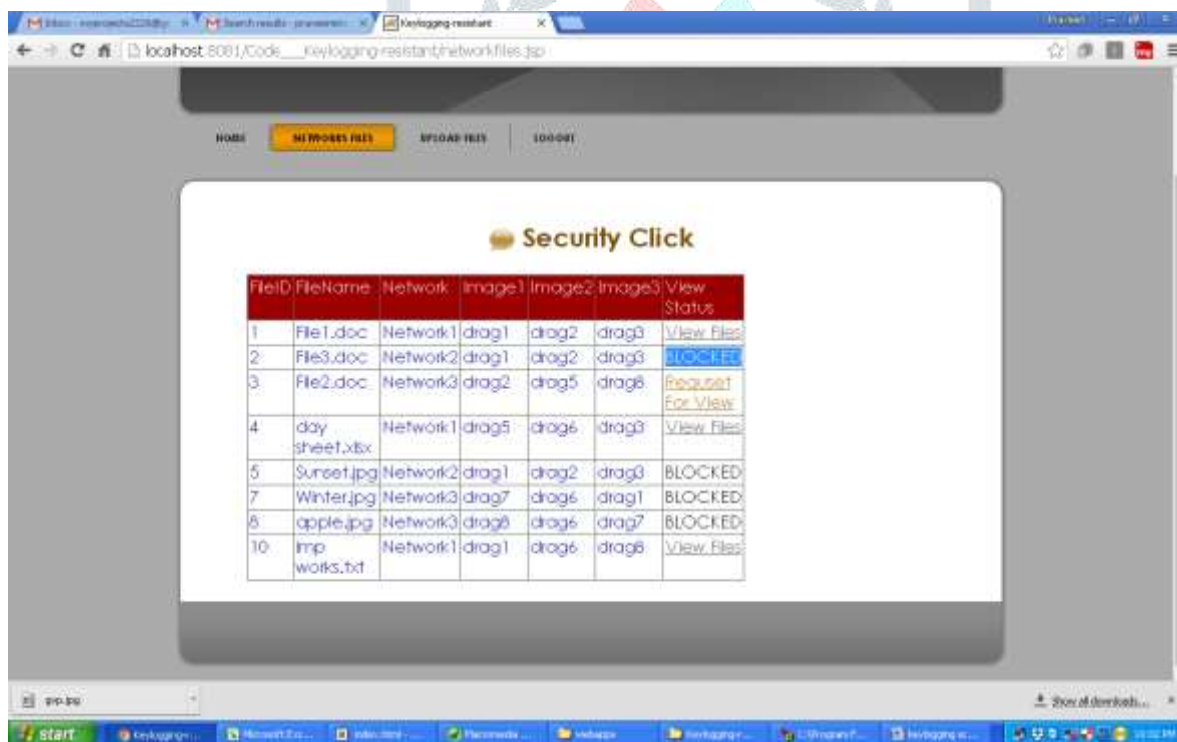 Keylogging-resistant
localhost:8081/Code___Keylogging-resistant/networkfiles.jsp
HOME NETWORKS FILES UPLOAD FILES LOGOUT
Security Click
FileID FileName Network Image1 Image2 Image3 View
Status
1 File1.doc Network1 drag1 drag2 drag3 View Files
2 File3.doc Network2 drag1 drag2 drag3 BLOCKED
3 File2.doc Network3 drag2 drag5 drag8 Requset
For View
4 day Network1 drag5 drag6 drag3 View Files
sheet.xlsx
5 Sunset.jpg Network2 drag1 drag2 drag3 BLOCKED
7 Winter.jpg Network3 drag7 drag6 drag1 BLOCKED
8 apple.jpg Network3 drag8 drag6 drag7 BLOCKED
10 imp Network1 drag1 drag6 drag8 View Files
works.txt
Show all downloads...
start